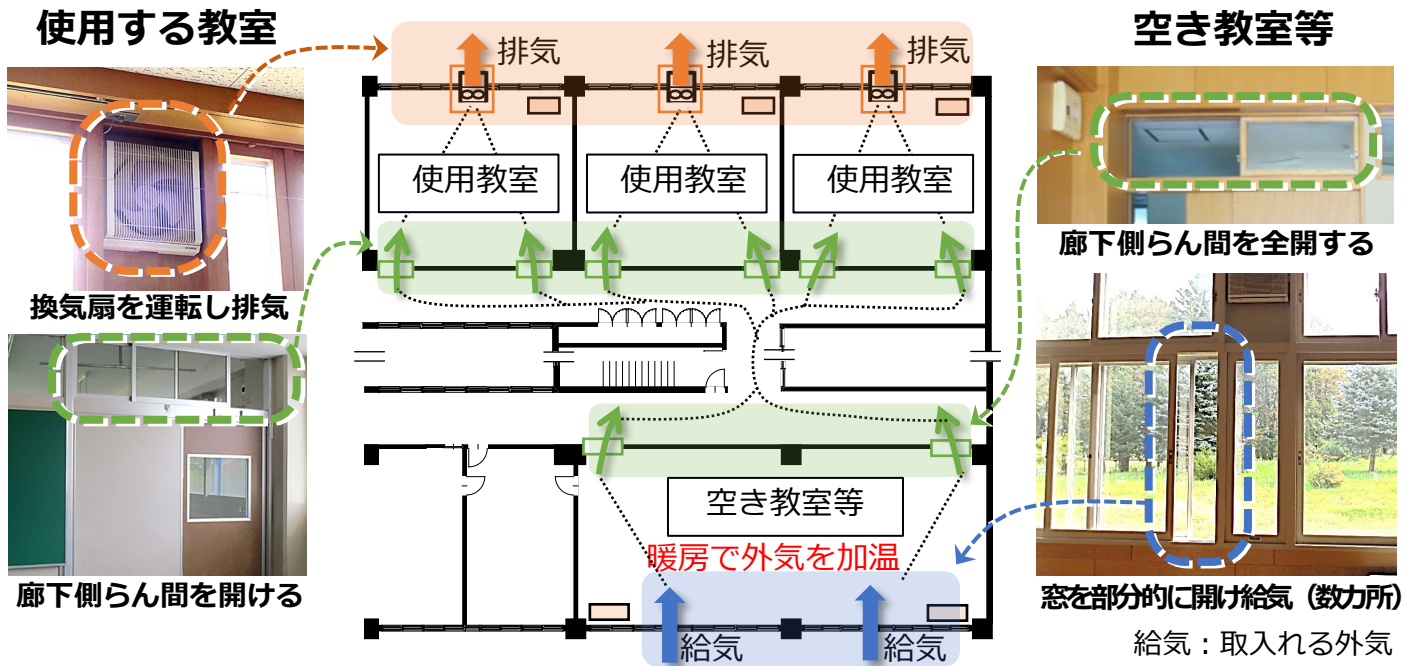 使用する教室
空き教室等
排気
排気
排気
使用教室
使用教室
使用教室
換気扇を運転し排気
廊下側らん間を全開する
空き教室等
暖房で外気を加温
廊下側らん間を開ける
窓を部分的に開け給気（数カ所）
給気
給気
給気：取入れる外気